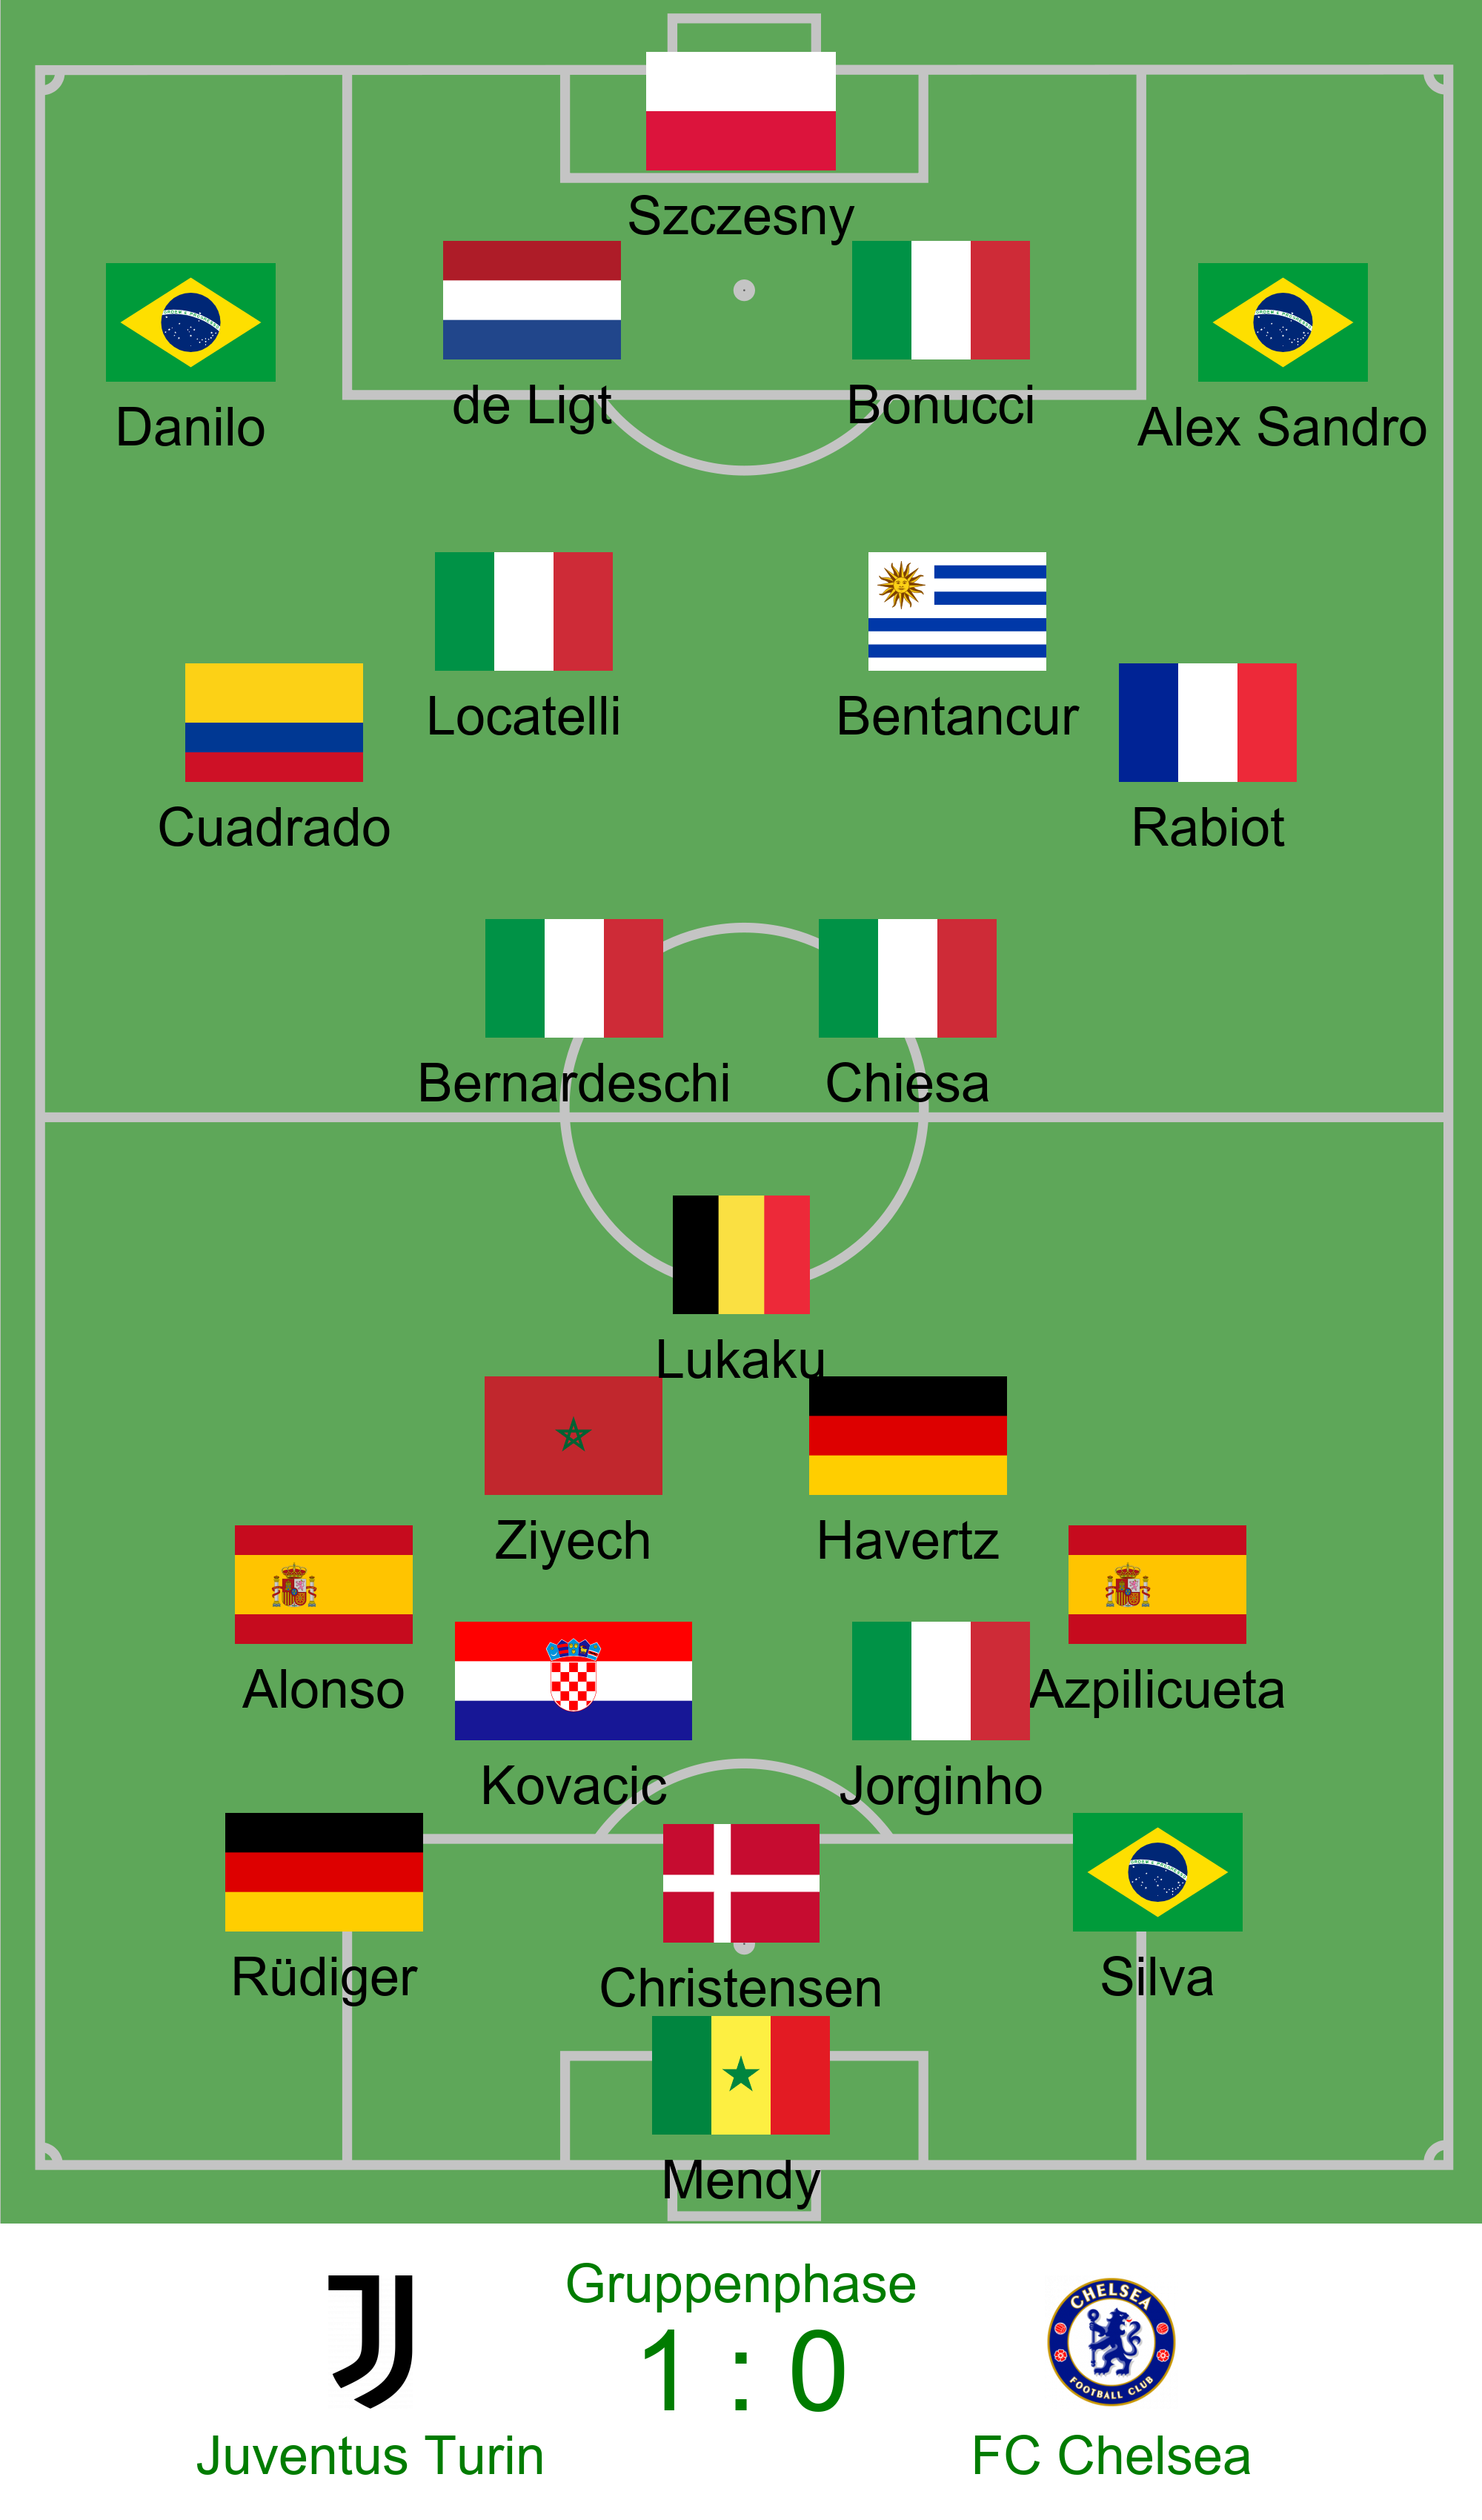 Szczesny
Danilo
de Ligt
Bonucci
Alex Sandro
Locatelli
Bentancur
Cuadrado
Rabiot
Bernardeschi
Chiesa
Lukaku
Ziyech
Havertz
Alonso
Azpilicueta
Kovacic
Jorginho
Rüdiger
Christensen
Silva
Mendy
Gruppenphase
1 : 0
CHELSEA
FOOTBALL CLUB
Juventus Turin
FC Chelsea